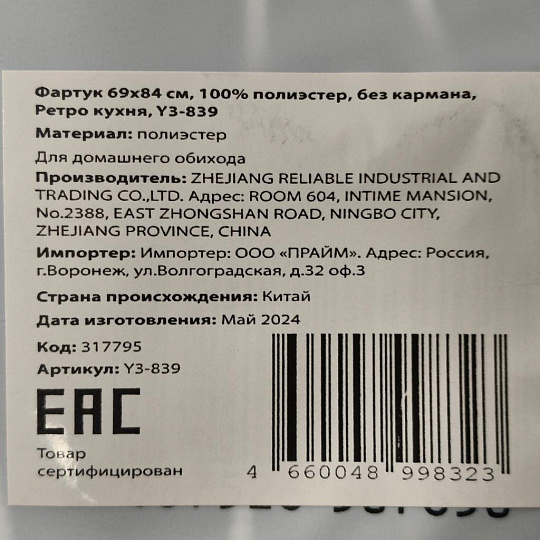 Фартук 69x84 см, 100% полиэстер, без кармана,
Ретро кухня, Y3-839
Материал: полиэстер
Для домашнего обихода
Производитель: ZHEJIANG RELIABLE INDUSTRIAL AND
TRADING CO.,LTD. Адрес: ROOM 604, INTIME MANSION,
No.2388, EAST ZHONGSHAN ROAD, NINGBO CITY,
ZHEJIANG PROVINCE, CHINA
Импортер: Импортер: ООО «ПРАЙМ». Адрес: Россия,
г.Воронеж, ул.Волгоградская, д.32 оф.3
Страна происхождения: Китай
Дата изготовления: Май 2024
Код: 317795
Артикул: Y3-839
EAC
Товар
сертифицирован
4 660048 998323